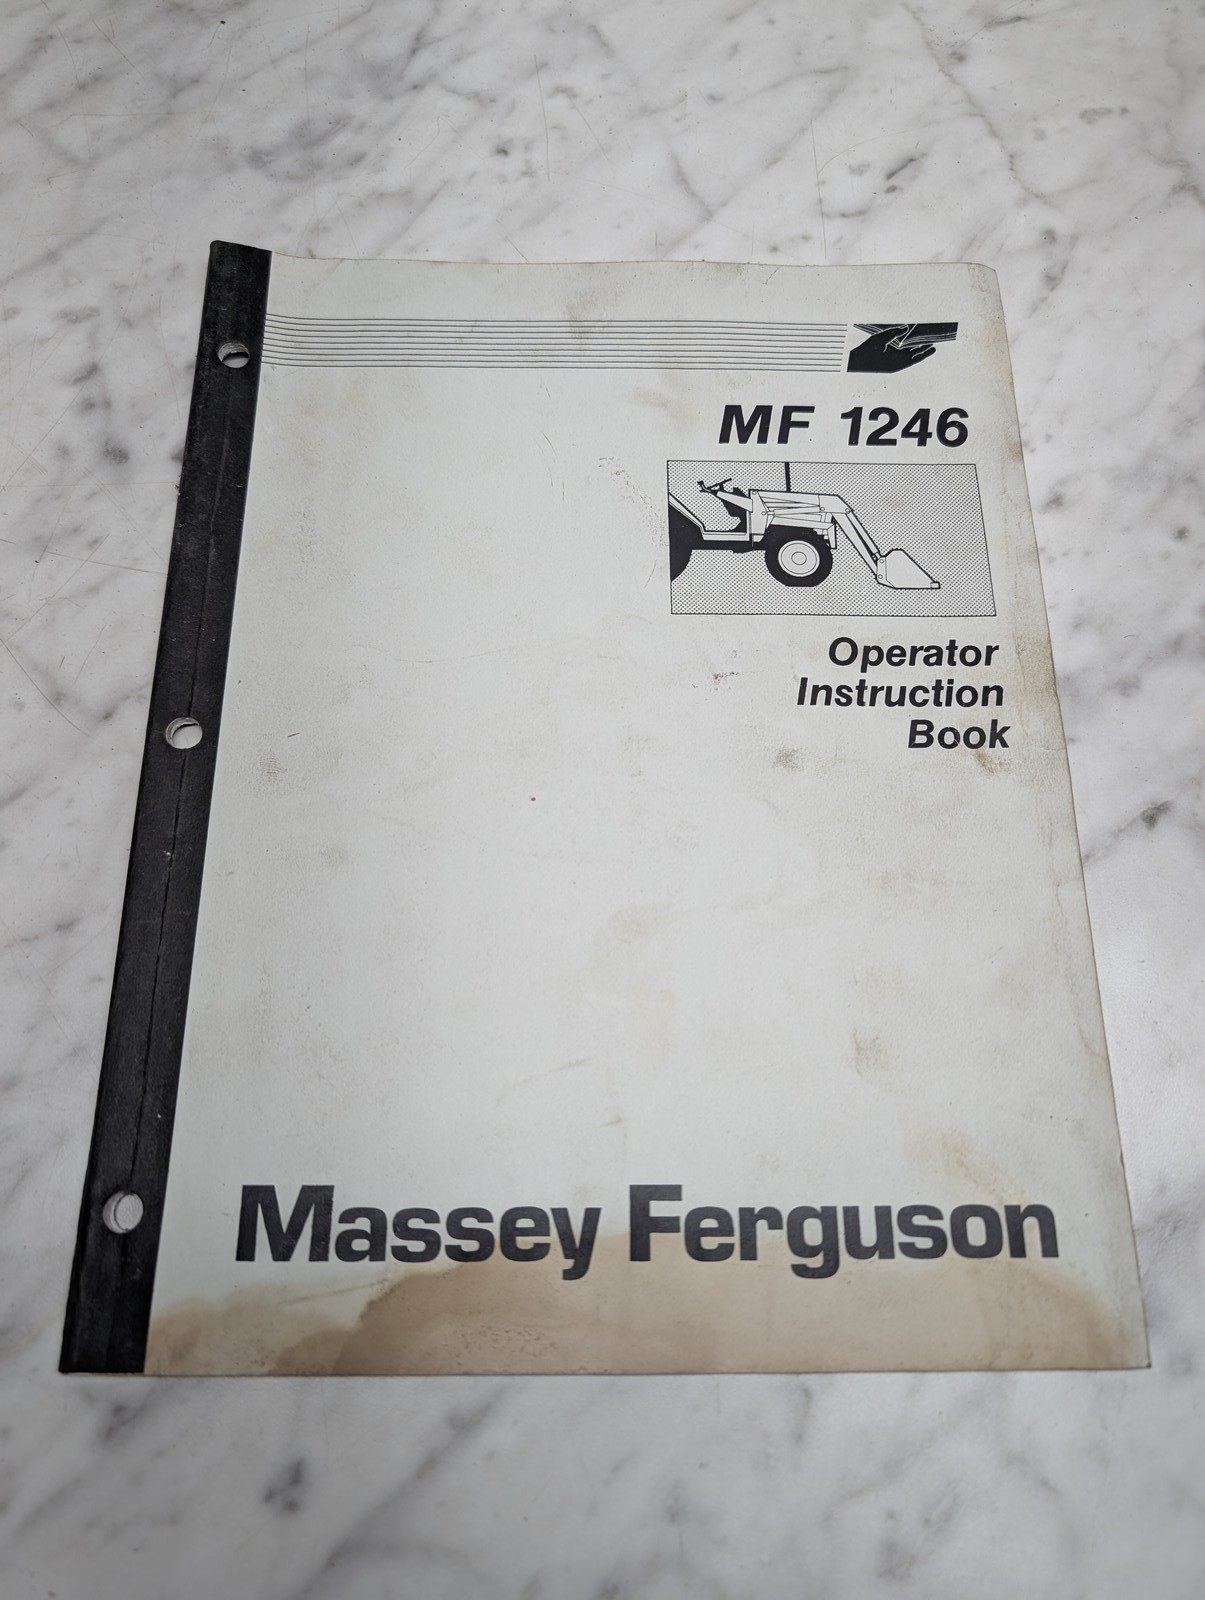 MF 1246
Operator
Instruction
Book
Massey Ferguson